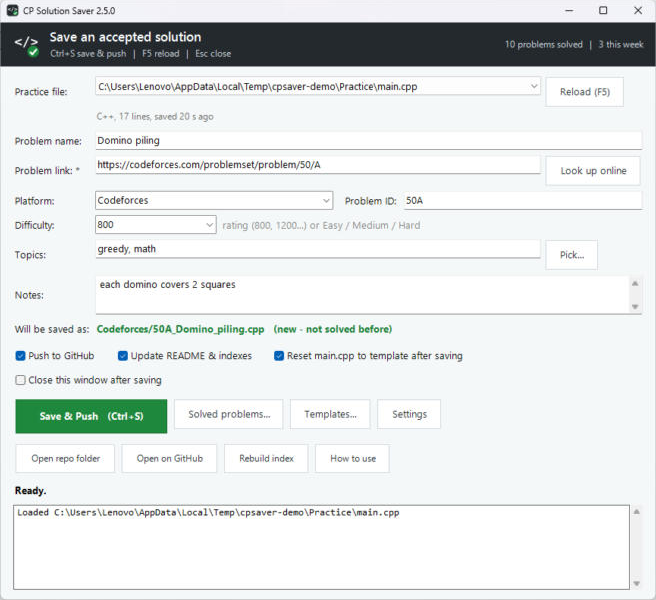 CP Solution Saver 2.5.0
Save an accepted solution
Ctrl+S save & push | F5 reload | Esc close
10 problems solved | 3 this week
Practice file: C:\Users\Lenovo\AppData\Local\Temp\cpsaver-demo\Practice\main.cpp Reload (F5)
C++, 17 lines, saved 20 s ago
Problem name: Domino piling
Problem link: * https://codeforces.com/problemset/problem/50/A Look up online
Platform: Codeforces Problem ID: 50A
Difficulty: 800 rating (800, 1200...) or Easy / Medium / Hard
Topics: greedy, math Pick...
Notes: each domino covers 2 squares
Will be saved as: Codeforces/50A_Domino_piling.cpp (new - not solved before)
Push to GitHub Update README & indexes Reset main.cpp to template after saving
Close this window after saving
Save & Push (Ctrl+S) Solved problems... Templates... Settings
Open repo folder Open on GitHub Rebuild index How to use
Ready.
Loaded C:\Users\Lenovo\AppData\Local\Temp\cpsaver-demo\Practice\main.cpp